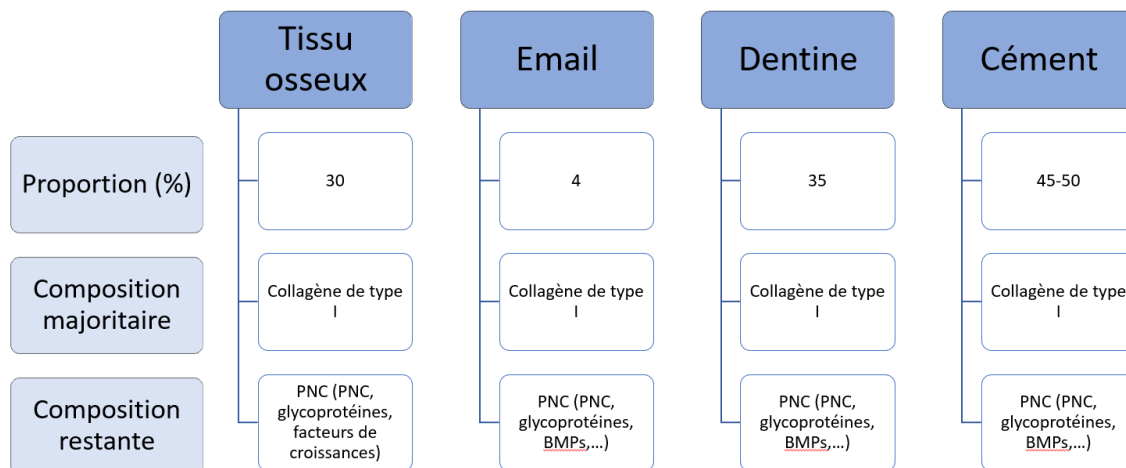 Tissu
osseux
Email
Dentine
Cément
Proportion (%)
30
4
35
45-50
Composition
majoritaire
Collagène de type
I
Collagène de type
I
Collagène de type
I
Collagène de type
I
Composition
restante
PNC (PNC,
glycoprotéines,
facteurs de
croissances)
PNC (PNC,
glycoprotéines,
BMPs,...)
PNC (PNC,
glycoprotéines,
BMPs,...)
PNC (PNC,
glycoprotéines,
BMPs,...)